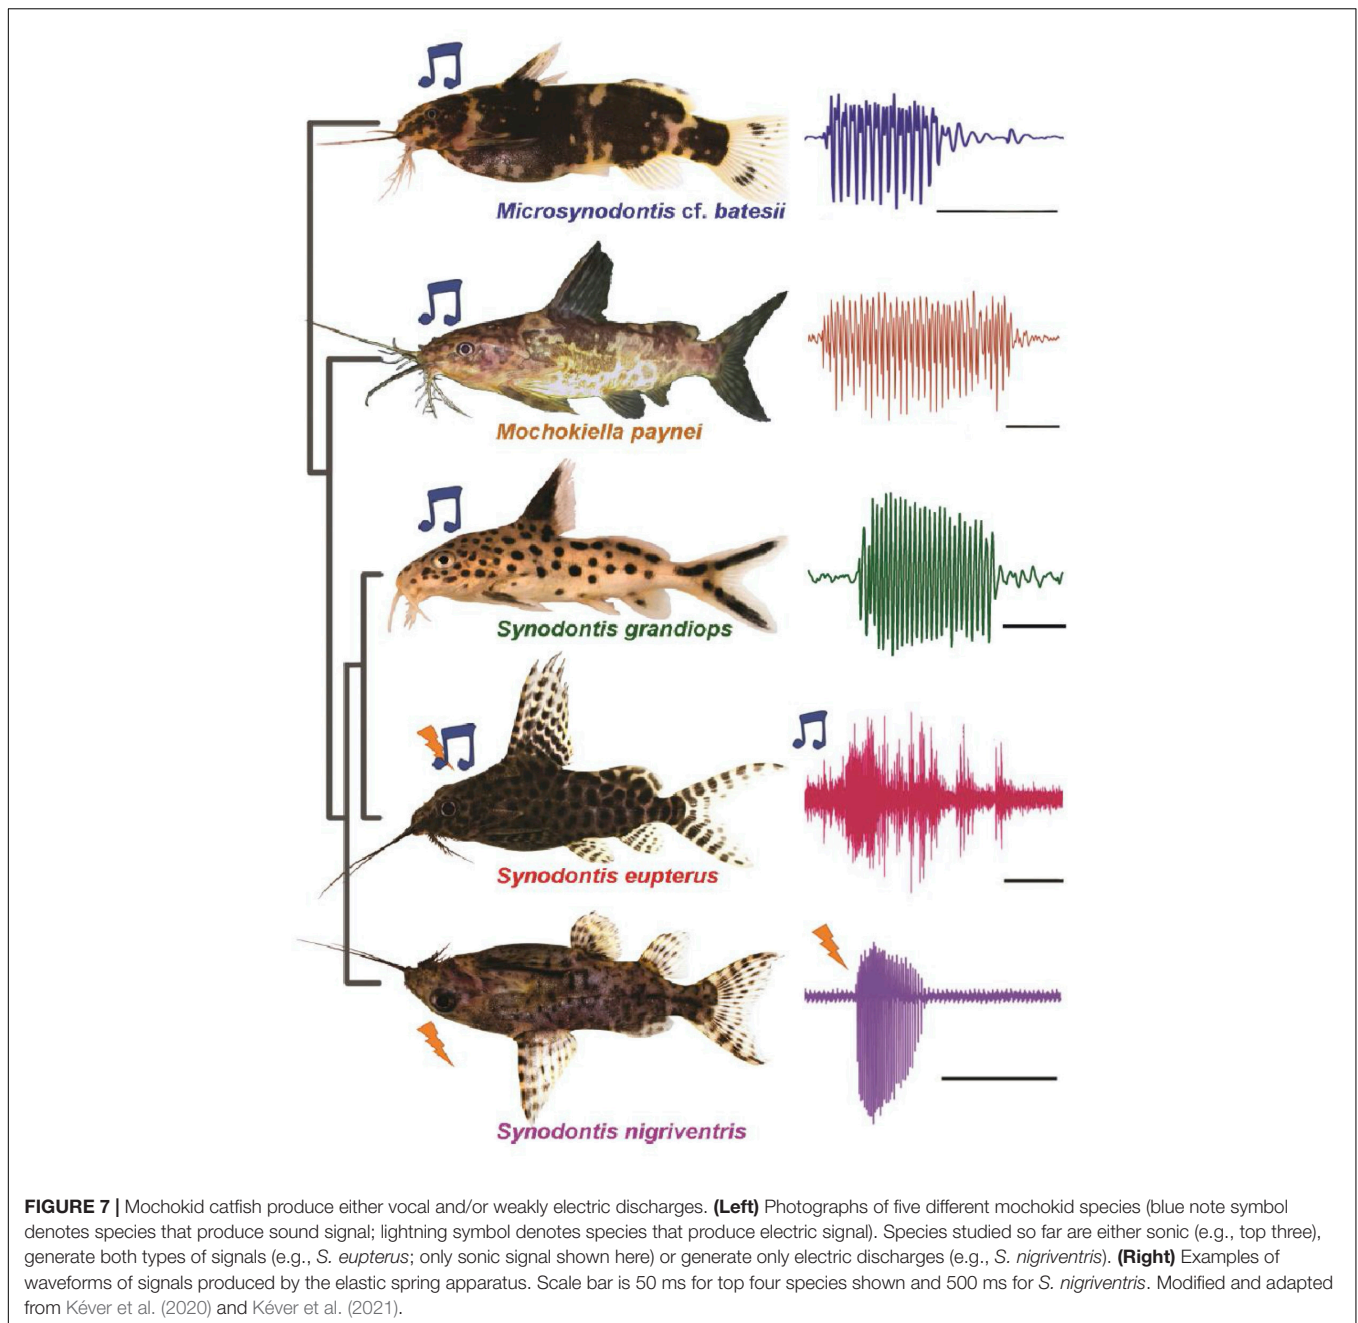 Microsynodontis cf. batesii
Mochokiella paynei
Synodontis grandiops
Synodontis eupterus
Synodontis nigriventris
FIGURE 7 | Mochokid catfish produce either vocal and/or weakly electric discharges. (Left) Photographs of five different mochokid species (blue note symbol
denotes species that produce sound signal; lightning symbol denotes species that produce electric signal). Species studied so far are either sonic (e.g., top three),
generate both types of signals (e.g., S. eupterus; only sonic signal shown here) or generate only electric discharges (e.g., S. nigriventris). (Right) Examples of
waveforms of signals produced by the elastic spring apparatus. Scale bar is 50 ms for top four species shown and 500 ms for S. nigriventris. Modified and adapted
from Kéver et al. (2020) and Kéver et al. (2021).